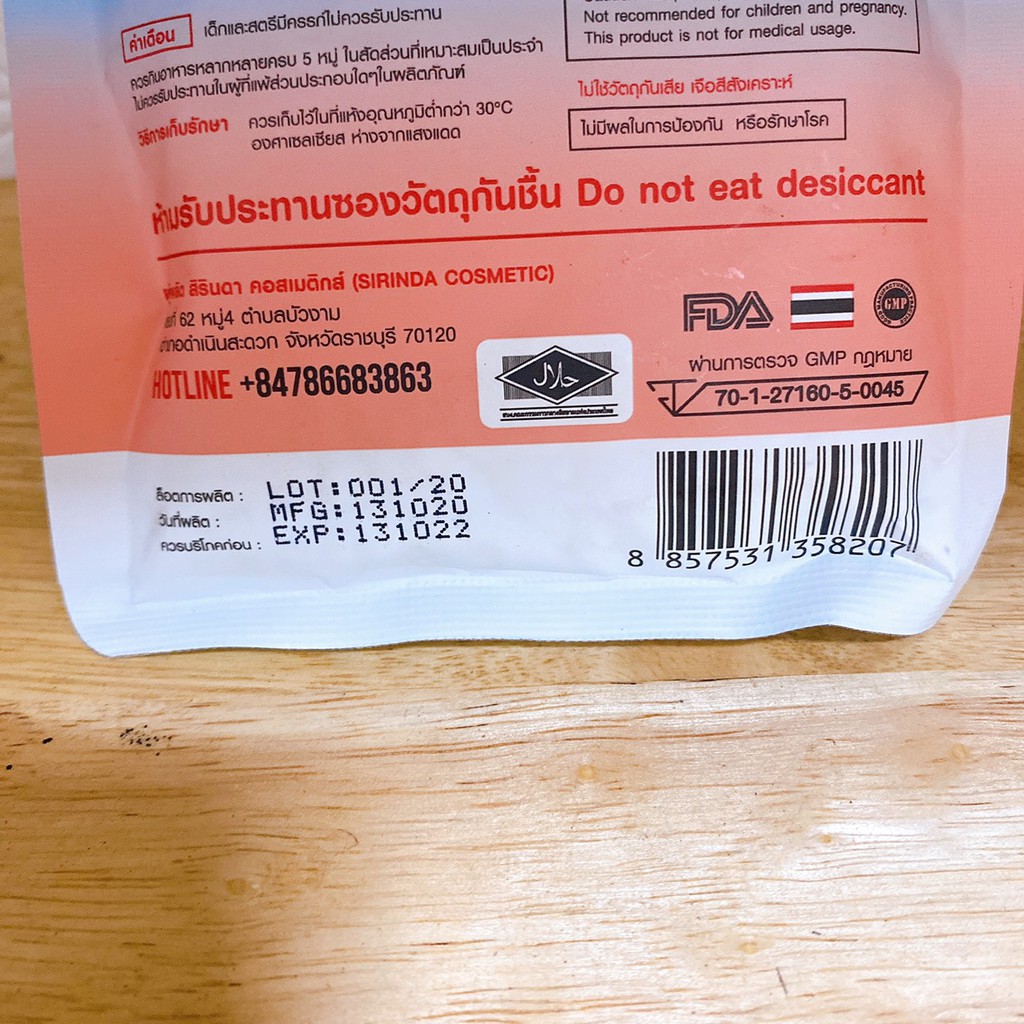 Not recommended for children and pregnancy.
This product is not for medical usage.
คำเตือน เด็กและสตรีมีครรภ์ไม่ควรรับประทาน
ควรกินอาหารหลากหลายครบ 5 หมู่ ในสัดส่วนที่เหมาะสมเป็นประจำ
ไม่ควรรับประทานในผู้ที่แพ้ส่วนประกอบใดๆในผลิตภัณฑ์
วิธีการเก็บรักษา ควรเก็บไว้ในที่แห้งอุณหภูมิต่ำกว่า 30°C
องศาเซลเซียส ห่างจากแสงแดด
ไม่ใช้วัตถุกันเสีย เจือสีสังเคราะห์
ไม่มีผลในการป้องกัน หรือรักษาโรค
ห้ามรับประทานซองวัตถุกันชื้น Do not eat desiccant
สิรินดา คอสเมติกส์ (SIRINDA COSMETIC)
62 หมู่4 ตำบลบัวงาม
อำเภอดำเนินสะดวก จังหวัดราชบุรี 70120
HOTLINE +84786683863
حلال
FDA
GMP
ผ่านการตรวจ GMP กฎหมาย
70-1-27160-5-0045
ล็อตการผลิต : LOT:001/20
วันที่ผลิต : MFG:131020
ควรบริโภคก่อน : EXP:131022
8 857531 358207